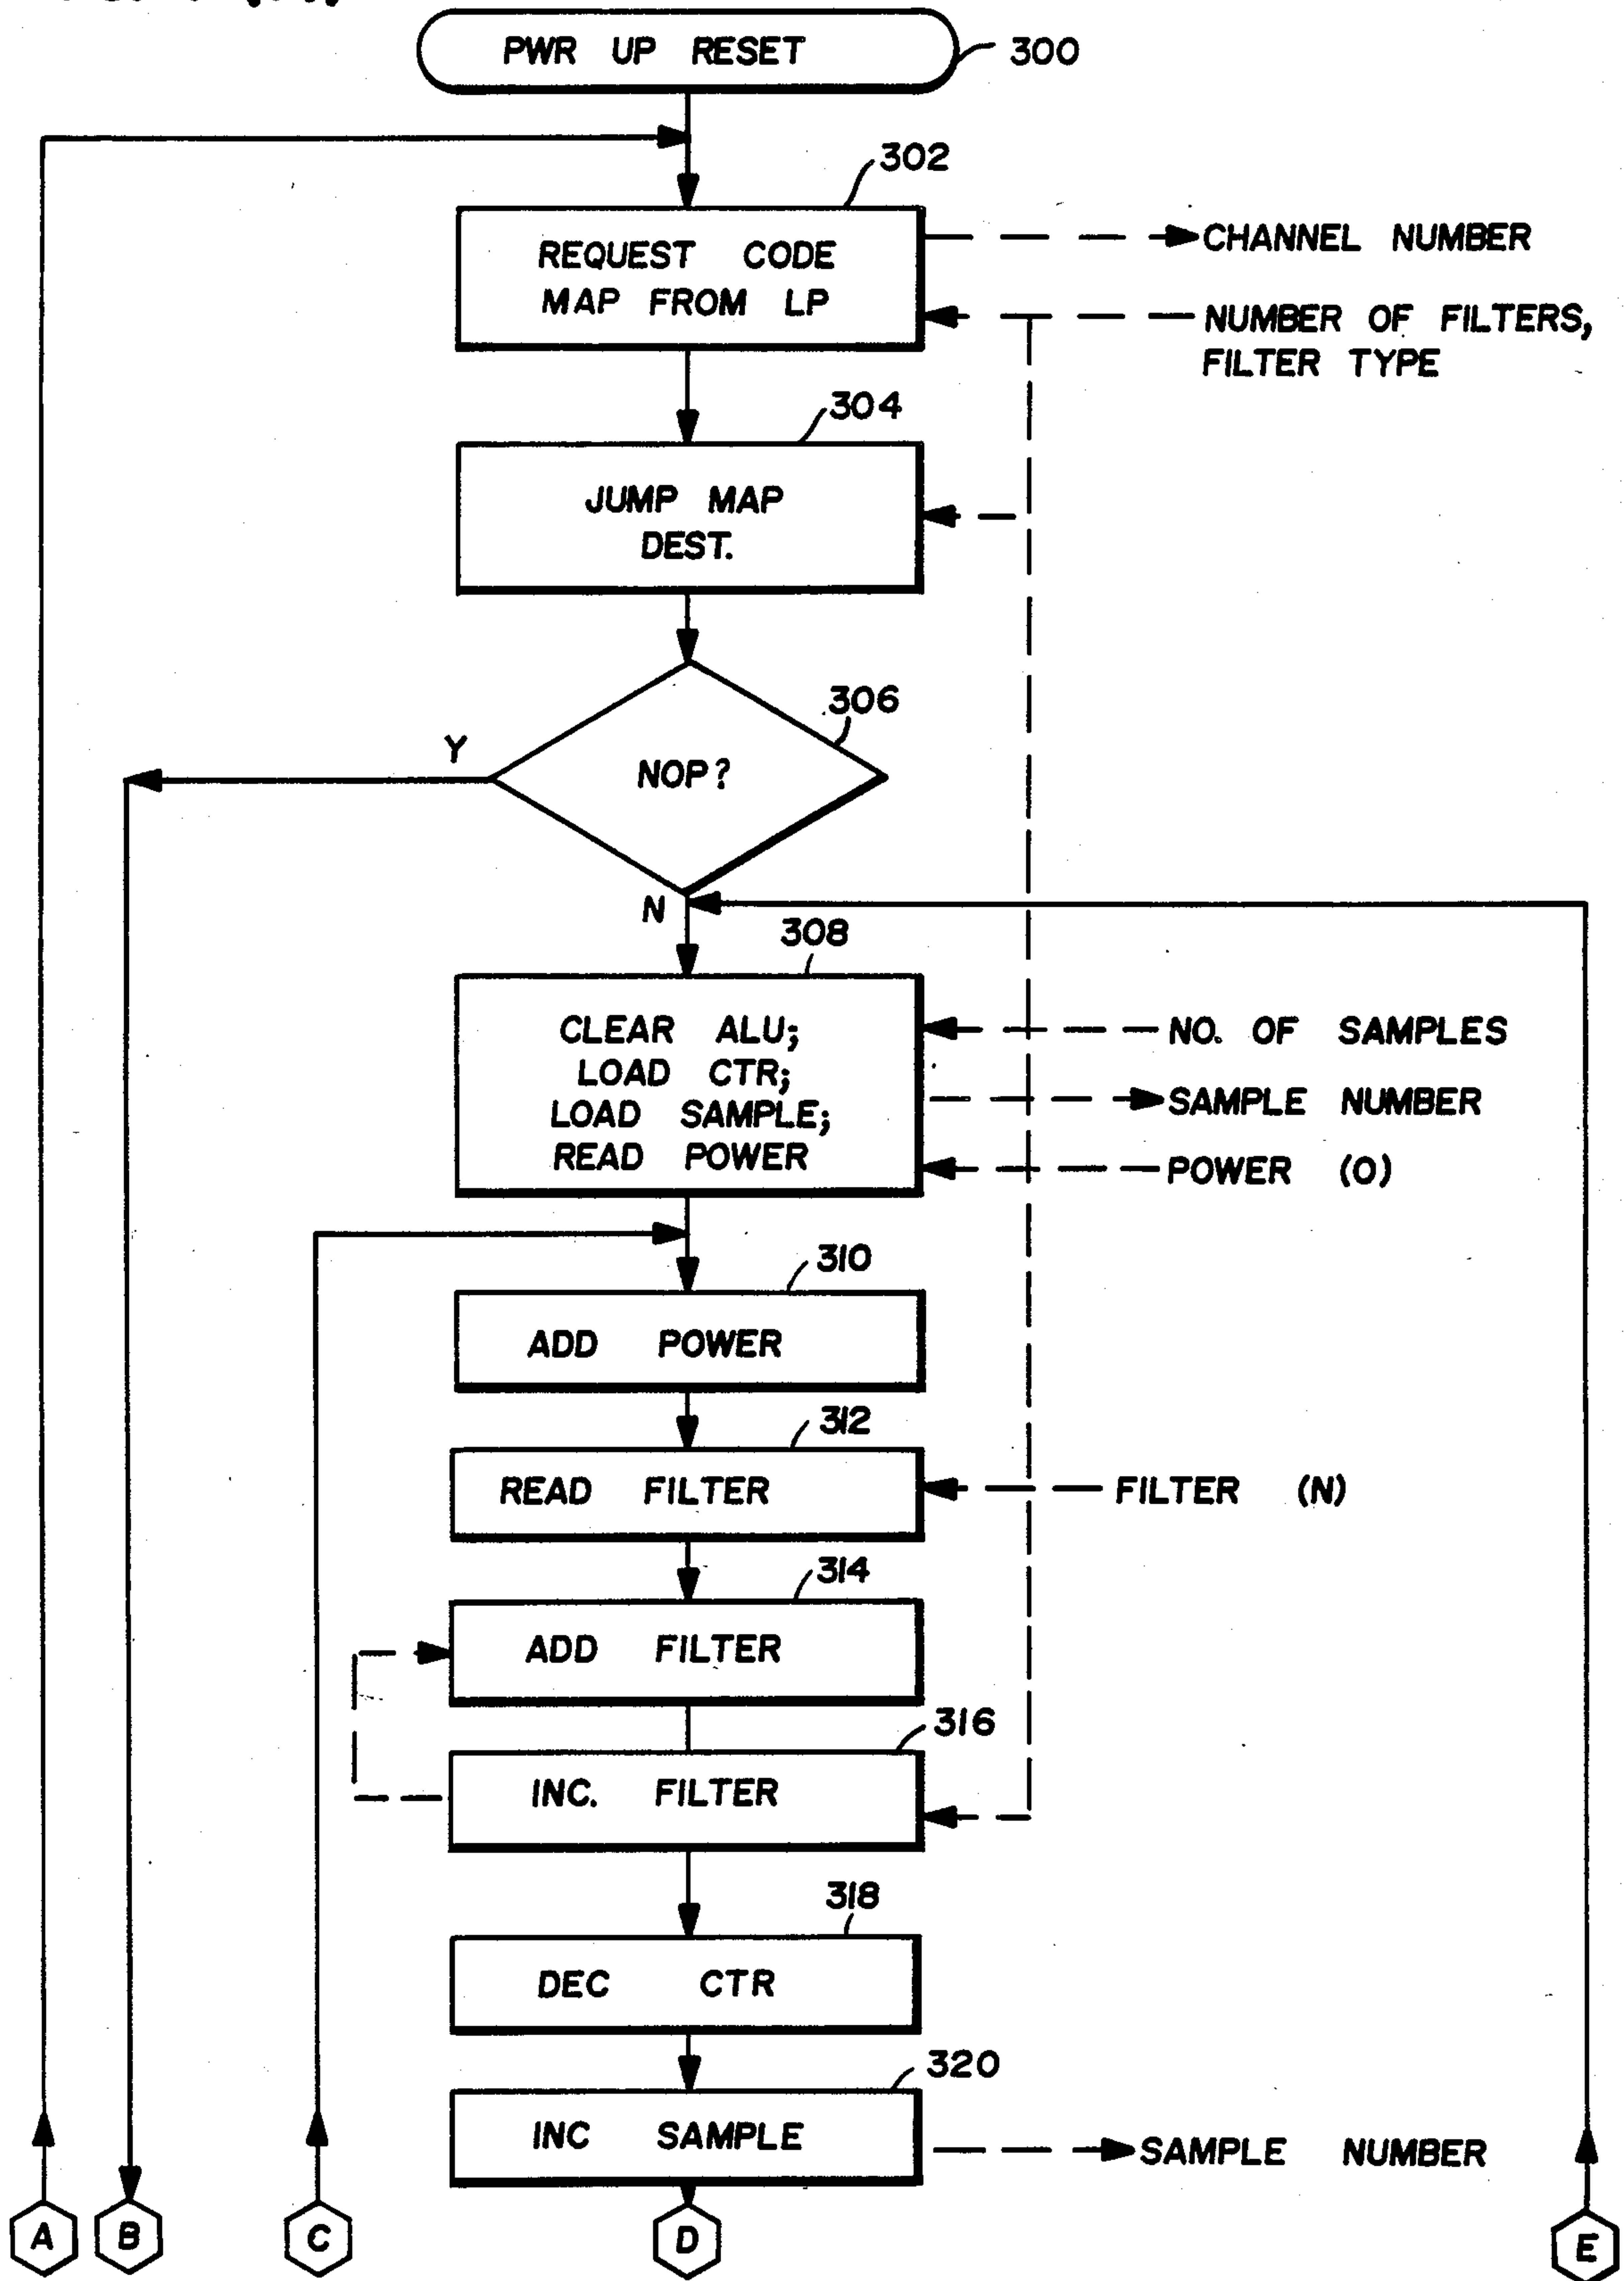 PWR UP RESET
300
302
REQUEST CODE
MAP FROM LP
CHANNEL NUMBER
NUMBER OF FILTERS,
FILTER TYPE
304
JUMP MAP
DEST.
306
Y
NOP?
N
308
CLEAR ALU;
LOAD CTR;
LOAD SAMPLE;
READ POWER
NO. OF SAMPLES
SAMPLE NUMBER
POWER (0)
310
ADD POWER
312
READ FILTER
FILTER (N)
314
ADD FILTER
316
INC. FILTER
318
DEC CTR
320
INC SAMPLE
SAMPLE NUMBER
A
B
C
D
E